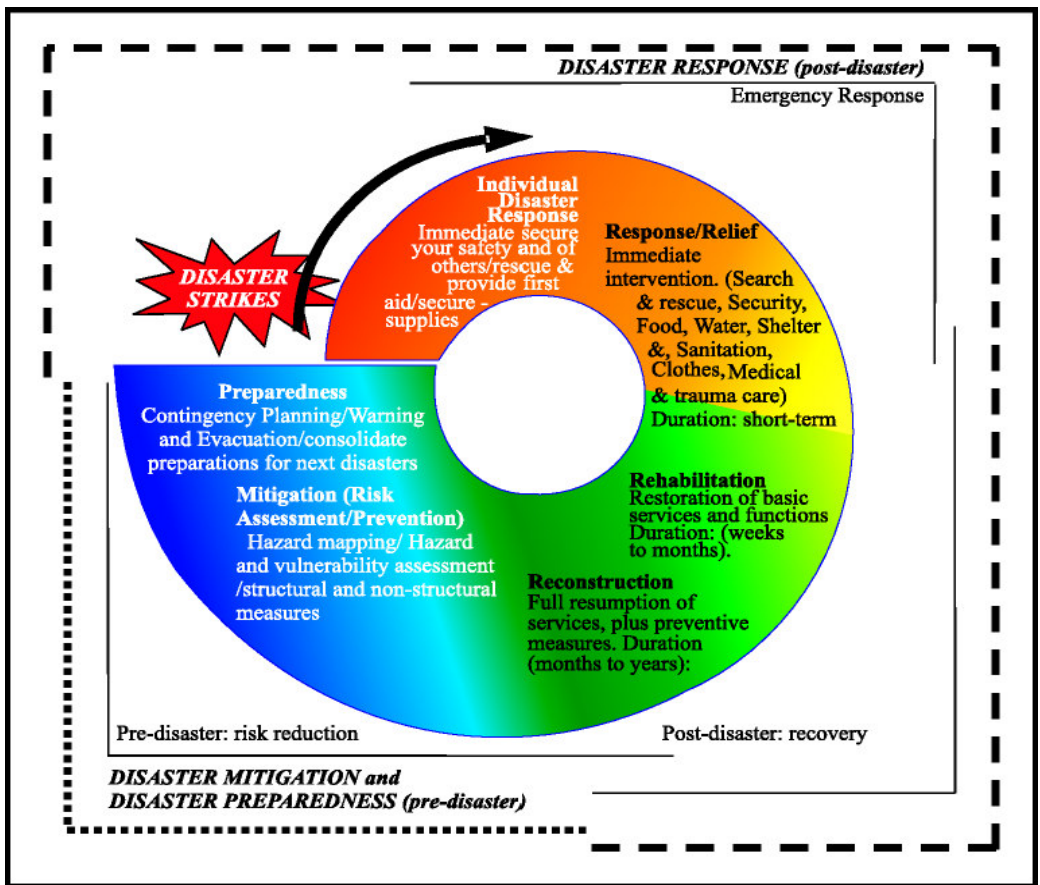 DISASTER RESPONSE (post-disaster)
Emergency Response
DISASTER
STRIKES
Individual
Disaster
Response
Immediate secure
your safety and of
others/rescue &
provide first
aid/secure -
supplies
Response/Relief
Immediate
intervention. (Search
& rescue, Security,
Food, Water, Shelter
&, Sanitation,
Clothes, Medical
& trauma care)
Duration: short-term
Rehabilitation
Restoration of basic
services and functions
Duration: (weeks
to months).
Reconstruction
Full resumption of
services, plus preventive
measures. Duration
(months to years):
Preparedness
Contingency Planning/Warning
and Evacuation/consolidate
preparations for next disasters
Mitigation (Risk
Assessment/Prevention)
Hazard mapping/ Hazard
and vulnerability assessment
/structural and non-structural
measures
Pre-disaster: risk reduction
Post-disaster: recovery
DISASTER MITIGATION and
DISASTER PREPAREDNESS (pre-disaster)